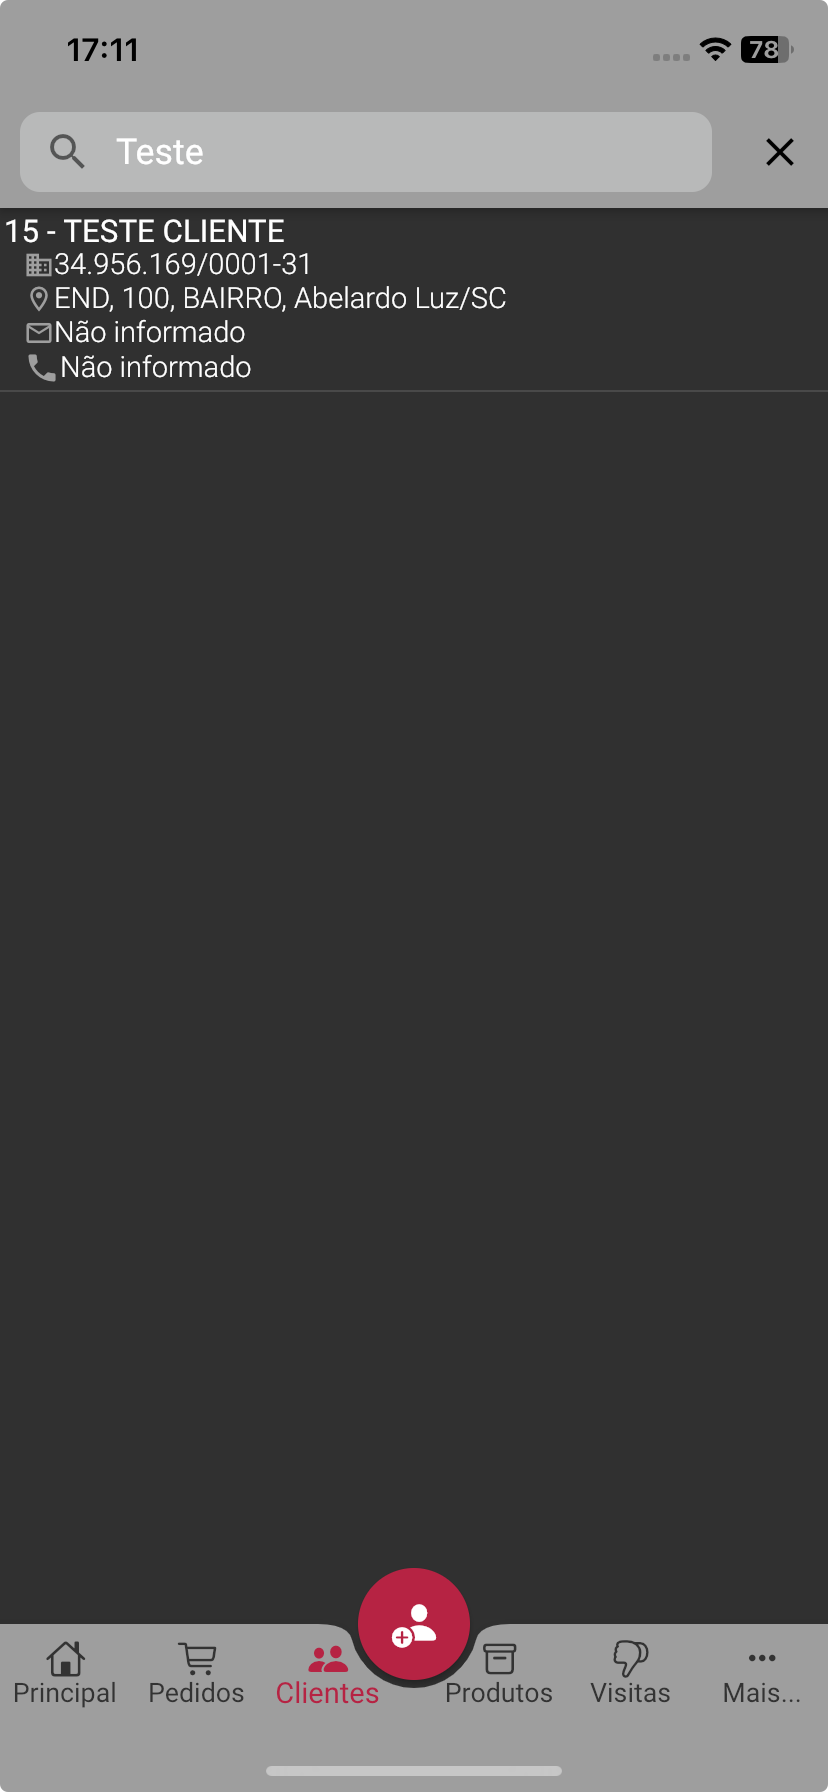 17:11
78
Teste
15 - TESTE CLIENTE
34.956.169/0001-31
END, 100, BAIRRO, Abelardo Luz/SC
Não informado
Não informado
Principal
Pedidos
Clientes
Produtos
Visitas
Mais...